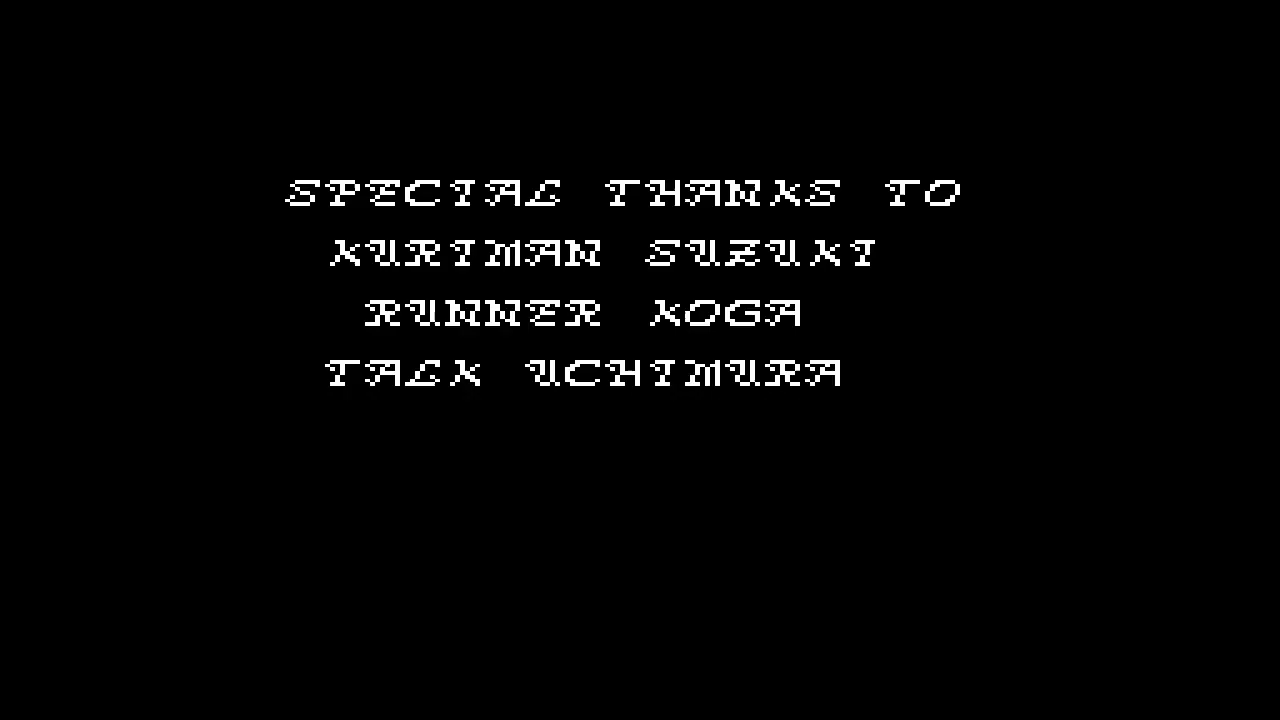 SPECIAL THANKS TO
KURIMAN SUZUKI
RUNNER KOGA
TALK UCHIMURA